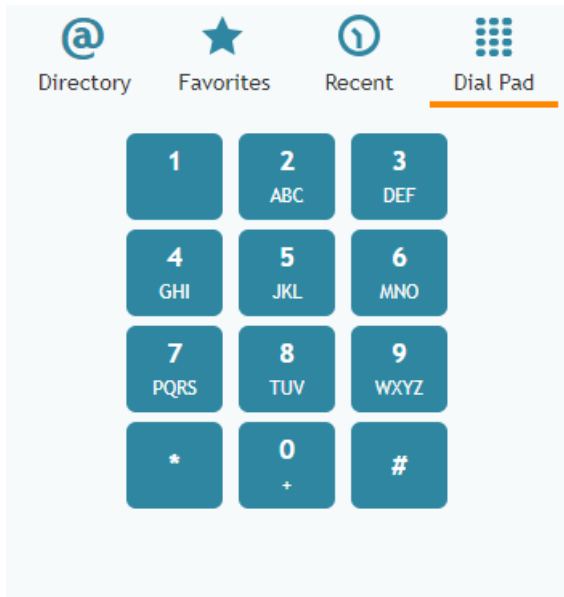 @
Directory Favorites Recent Dial Pad
1 2 3
ABC DEF
4 5 6
GHI JKL MNO
7 8 9
PQRS TUV WXYZ
* 0 #
+